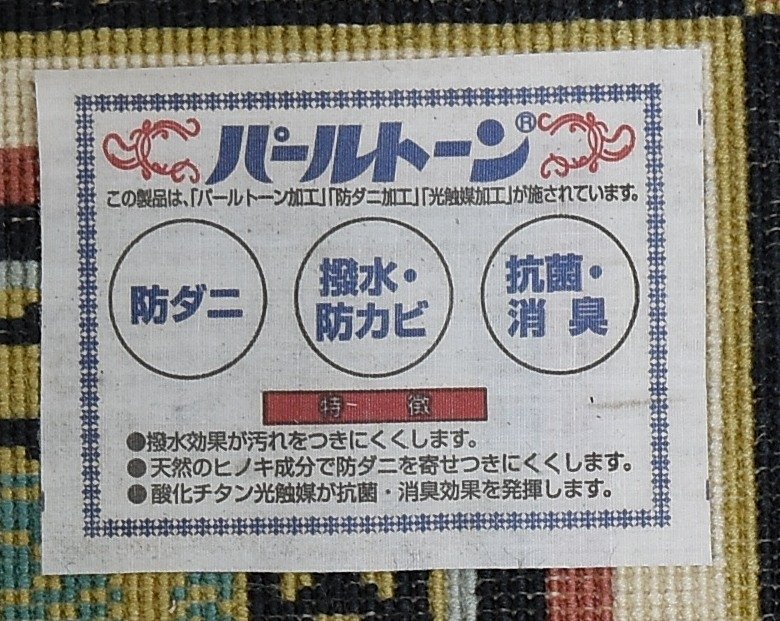 パールトーン®
この製品は、「パールトーン加工」「防ダニ加工」「光触媒加工」が施されています。
防ダニ
撥水・
防カビ
抗菌・
消臭
特徴
●撥水効果が汚れをつきにくくします。
●天然のヒノキ成分で防ダニを寄せつきにくくします。
●酸化チタン光触媒が抗菌・消臭効果を発揮します。